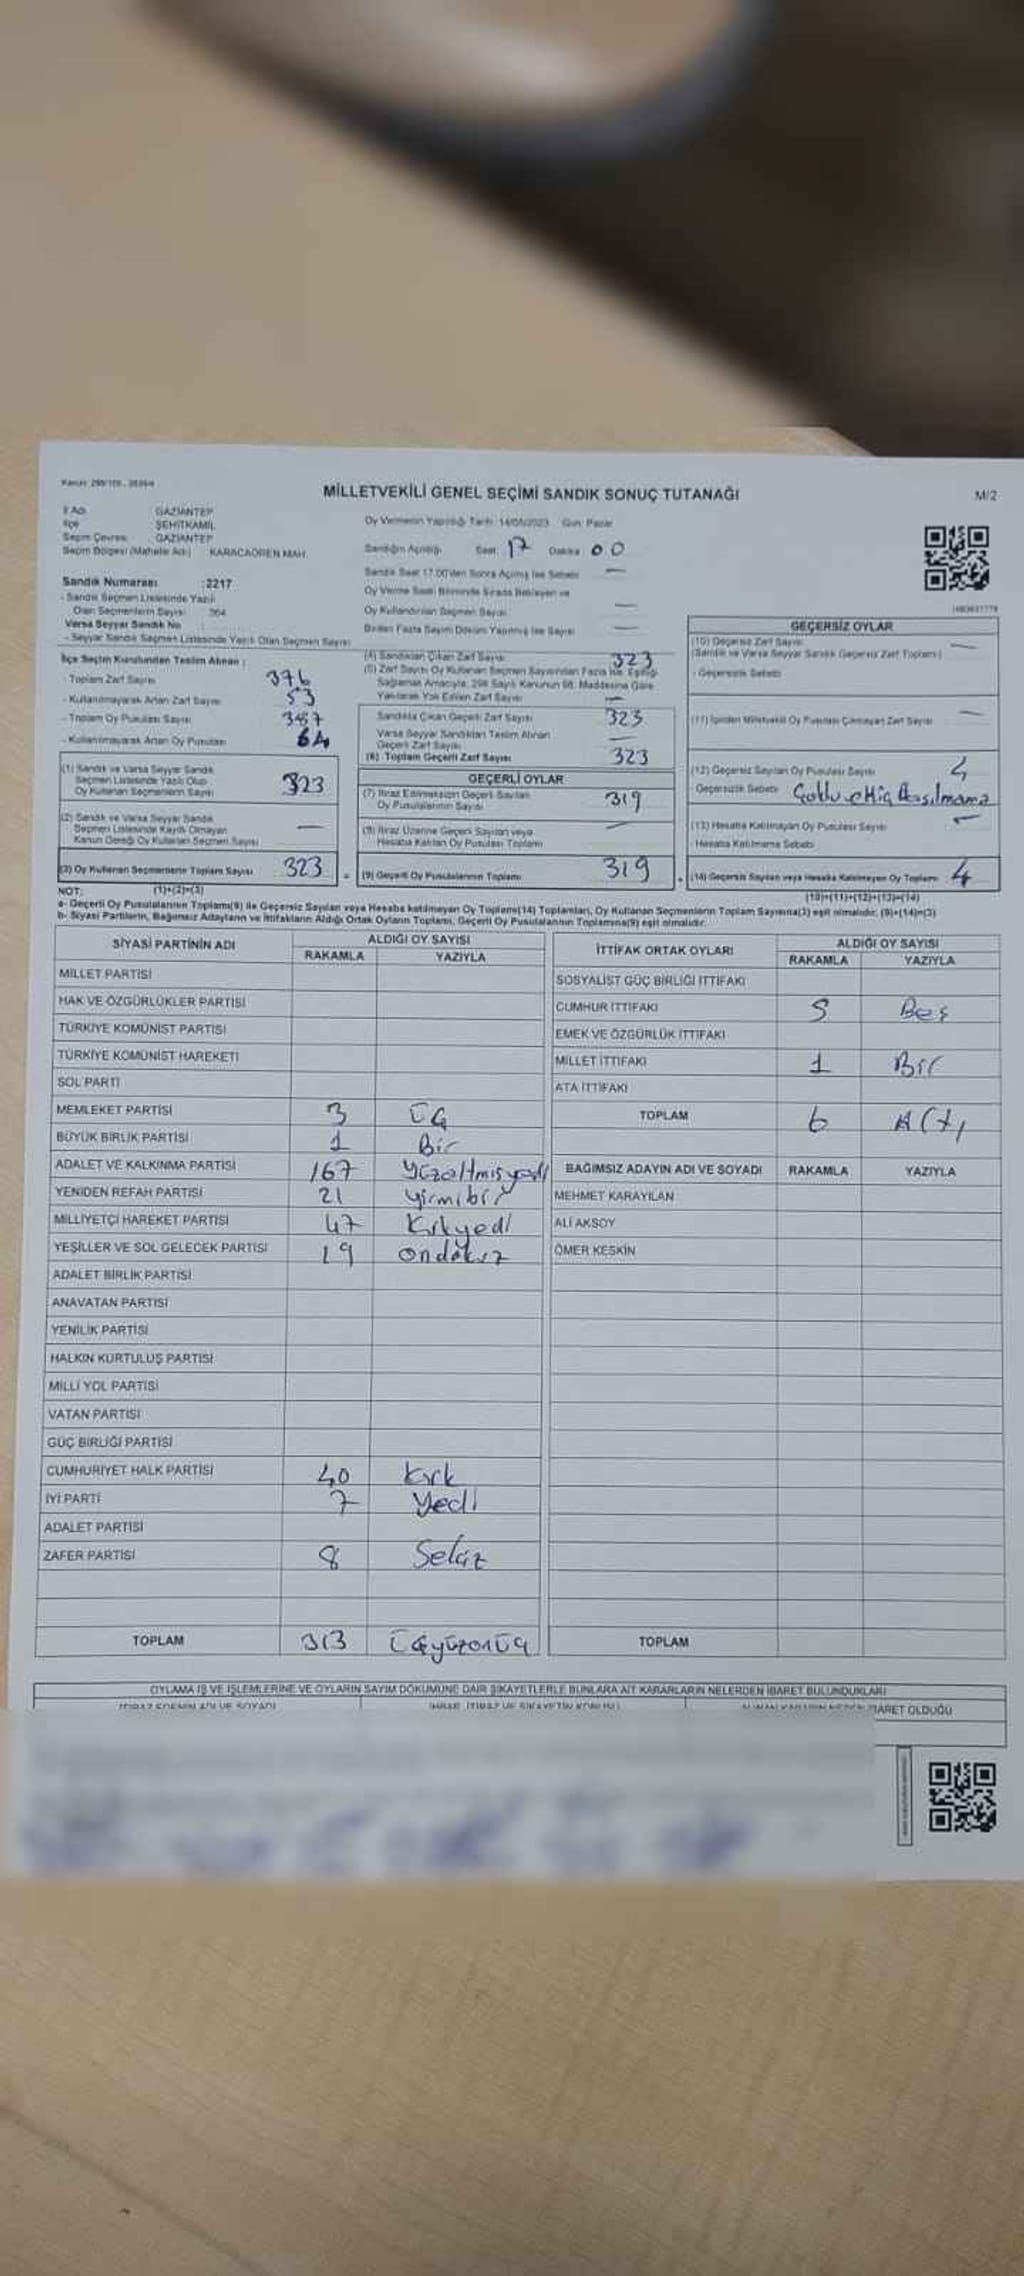 Kanun: 298/105 -
MİLLETVEKİLİ GENEL SEÇİMİ SANDIK SONUÇ TUTANAĞI
M/2
İl Adı GAZİANTEP
İlçe ŞEHİTKAMİL
Seçim Çevresi GAZİANTEP
Seçim Bölgesi (Mahalle Adı) KARACAÖREN MAH.
Oy Vermenin Yapıldığı Tarih: 14/05/2023 Gün: Pazar
Sandığın Açıldığı Saat: 17 Dakika 00
Sandık Saat 17.00'den Sonra Açılmış İse Sebebi —
Oy Verme Saati Bitiminde Sırada Bekleyen ve
Oy Kullandırılan Seçmen Sayısı —
Birden Fazla Sayım Döküm Yapılmış İse Sayısı —
Sandık Numarası :2217
- Sandık Seçmen Listesinde Yazılı
Olan Seçmenlerin Sayısı 364
Varsa Seyyar Sandık No :
- Seyyar Sandık Seçmen Listesinde Yazılı Olan Seçmen Sayısı:
İlçe Seçim Kurulundan Teslim Alınan :
- Toplam Zarf Sayısı 376
- Kullanılmayarak Artan Zarf Sayısı 53
- Toplam Oy Pusulası Sayısı 387
- Kullanılmayarak Artan Oy Pusulası 64
(1) Sandık ve Varsa Seyyar Sandık
Seçmen Listesinde Yazılı Olup
Oy Kullanan Seçmenlerin Sayısı 323
(2) Sandık ve Varsa Seyyar Sandık
Seçmen Listesinde Kayıtlı Olmayan
Kanun Gereği Oy Kullanan Seçmen Sayısı —
(3) Oy Kullanan Seçmenlerin Toplam Sayısı 323
(1)+(2)=(3)
(4) Sandıktan Çıkan Zarf Sayısı 323
(5) Zarf Sayısı Oy Kullanan Seçmen Sayısından Fazla İse, Eşitliği
Sağlamak Amacıyla, 298 Sayılı Kanunun 98. Maddesine Göre
Yakılarak Yok Edilen Zarf Sayısı —
Sandıkta Çıkan Geçerli Zarf Sayısı 323
Varsa Seyyar Sandıktan Teslim Alınan
Geçerli Zarf Sayısı —
(6) Toplam Geçerli Zarf Sayısı 323
GEÇERLİ OYLAR
(7) İtiraz Edilmeksizin Geçerli Sayılan
Oy Pusulalarının Sayısı 319
(8) İtiraz Üzerine Geçerli Sayılan veya
Hesaba Katılan Oy Pusulası Toplamı —
(9) Geçerli Oy Pusulalarının Toplamı 319
GEÇERSİZ OYLAR
(10) Geçersiz Zarf Sayısı
(Sandık ve Varsa Seyyar Sandık Geçersiz Zarf Toplamı) —
- Geçersizlik Sebebi
(11) İçinden Milletvekili Oy Pusulası Çıkmayan Zarf Sayısı —
(12) Geçersiz Sayılan Oy Pusulası Sayısı 4
Geçersizlik Sebebi
(13) Hesaba Katılmayan Oy Pusulası Sayısı —
Hesaba Katılmama Sebebi
(14) Geçersiz Sayılan veya Hesaba Katılmayan Oy Toplamı 4
(10)+(11)+(12)+(13)=(14)
NOT:
a- Geçerli Oy Pusulalarının Toplamı(9) ile Geçersiz Sayılan veya Hesaba katılmayan Oy Toplamı(14) Toplamları, Oy Kullanan Seçmenlerin Toplam Sayısına(3) eşit olmalıdır. (9)+(14)=(3)
b- Siyasi Partilerin, Bağımsız Adayların ve İttifakların Aldığı Ortak Oyların Toplamı, Geçerli Oy Pusulalarının Toplamına(9) eşit olmalıdır.
SİYASİ PARTİNİN ADI ALDIĞI OY SAYISI
RAKAMLA YAZIYLA
MİLLET PARTİSİ
HAK VE ÖZGÜRLÜKLER PARTİSİ
TÜRKİYE KOMÜNİST PARTİSİ
TÜRKİYE KOMÜNİST HAREKETİ
SOL PARTİ
MEMLEKET PARTİSİ 3 ÜÇ
BÜYÜK BİRLİK PARTİSİ 1 Bir
ADALET VE KALKINMA PARTİSİ 167 Yüzaltmışyedi
YENİDEN REFAH PARTİSİ 21 yirmibir
MİLLİYETÇİ HAREKET PARTİSİ 47 Kırkyedi
YEŞİLLER VE SOL GELECEK PARTİSİ 19 ondokuz
ADALET BİRLİK PARTİSİ
ANAVATAN PARTİSİ
YENİLİK PARTİSİ
HALKIN KURTULUŞ PARTİSİ
MİLLİ YOL PARTİSİ
VATAN PARTİSİ
GÜÇ BİRLİĞİ PARTİSİ
CUMHURİYET HALK PARTİSİ 40 Kırk
İYİ PARTİ 7 Yedi
ADALET PARTİSİ
ZAFER PARTİSİ 8 Sekiz
TOPLAM 313 ÜÇyüzonüç
İTTİFAK ORTAK OYLARI ALDIĞI OY SAYISI
RAKAMLA YAZIYLA
SOSYALİST GÜÇ BİRLİĞİ İTTİFAKI
CUMHUR İTTİFAKI 5 Beş
EMEK VE ÖZGÜRLÜK İTTİFAKI
MİLLET İTTİFAKI 1 Bir
ATA İTTİFAKI
TOPLAM 6 Altı
BAĞIMSIZ ADAYIN ADI VE SOYADI RAKAMLA YAZIYLA
MEHMET KARAYILAN
ALİ AKSOY
ÖMER KESKİN
TOPLAM
OYLAMA İŞ VE İŞLEMLERİNE VE OYLARIN SAYIM DÖKÜMÜNE DAİR ŞİKAYETLERLE BUNLARA AİT KARARLARIN NELERDEN İBARET BULUNDUKLARI
İTİRAZ EDENİN ADI VE SOYADI
İBARET OLDUĞU